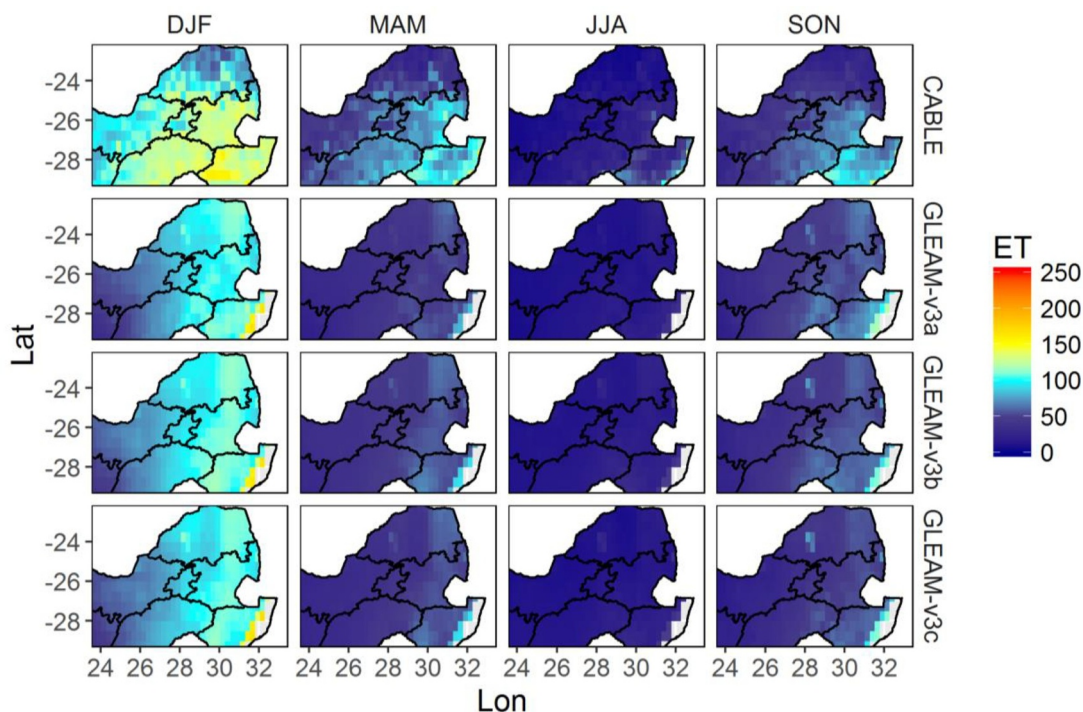 DJF MAM JJA SON
-24
-26
-28
CABLE
-24
-26
-28
GLEAM-v3a
-24
-26
-28
GLEAM-v3b
-24
-26
-28
GLEAM-v3c
Lat
24 26 28 30 32 24 26 28 30 32 24 26 28 30 32 24 26 28 30 32
Lon
ET
250
200
150
100
50
0